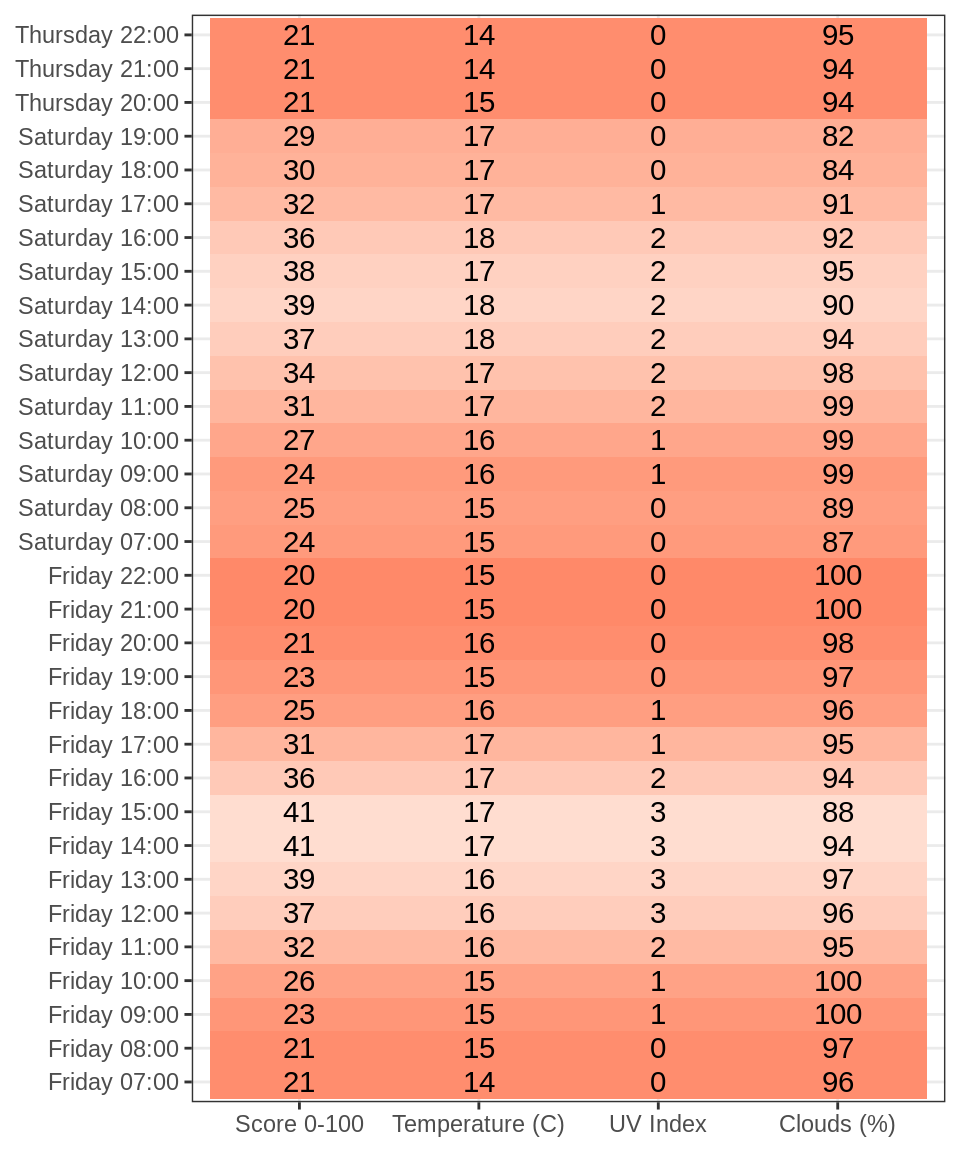 Thursday 22:00 21 14 0 95
Thursday 21:00 21 14 0 94
Thursday 20:00 21 15 0 94
Saturday 19:00 29 17 0 82
Saturday 18:00 30 17 0 84
Saturday 17:00 32 17 1 91
Saturday 16:00 36 18 2 92
Saturday 15:00 38 17 2 95
Saturday 14:00 39 18 2 90
Saturday 13:00 37 18 2 94
Saturday 12:00 34 17 2 98
Saturday 11:00 31 17 2 99
Saturday 10:00 27 16 1 99
Saturday 09:00 24 16 1 99
Saturday 08:00 25 15 0 89
Saturday 07:00 24 15 0 87
Friday 22:00 20 15 0 100
Friday 21:00 20 15 0 100
Friday 20:00 21 16 0 98
Friday 19:00 23 15 0 97
Friday 18:00 25 16 1 96
Friday 17:00 31 17 1 95
Friday 16:00 36 17 2 94
Friday 15:00 41 17 3 88
Friday 14:00 41 17 3 94
Friday 13:00 39 16 3 97
Friday 12:00 37 16 3 96
Friday 11:00 32 16 2 95
Friday 10:00 26 15 1 100
Friday 09:00 23 15 1 100
Friday 08:00 21 15 0 97
Friday 07:00 21 14 0 96
Score 0-100 Temperature (C) UV Index Clouds (%)